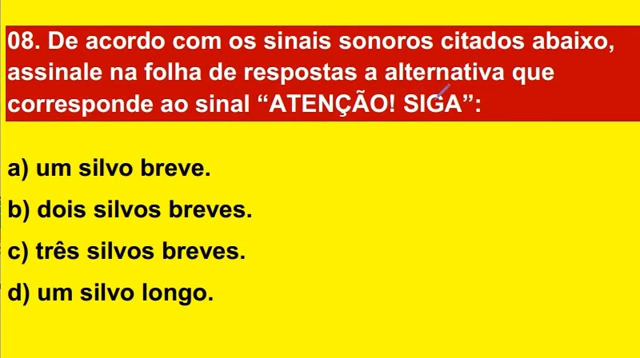 08. De acordo com os sinais sonoros citados abaixo,
assinale na folha de respostas a alternativa que
corresponde ao sinal “ATENÇÃO! SIGA”:
a) um silvo breve.
b) dois silvos breves.
c) três silvos breves.
d) um silvo longo.